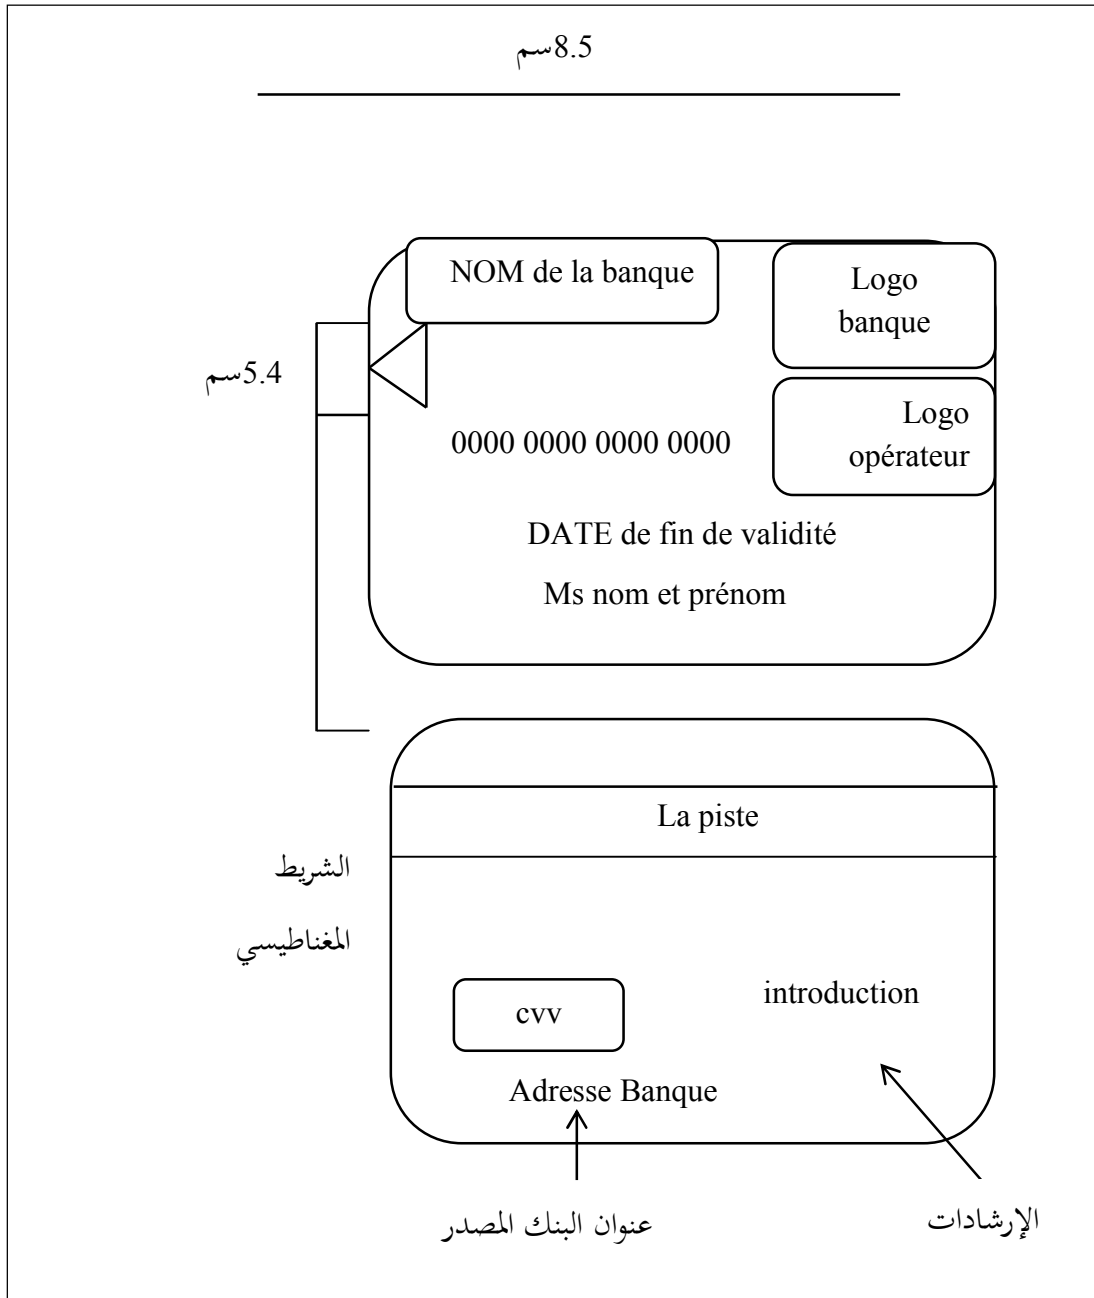 8.5سم
NOM de la banque
Logo
banque
5.4سم
Logo
opérateur
0000 0000 0000 0000
DATE de fin de validité
Ms nom et prénom
La piste
الشريط
المغناطيسي
introduction
cvv
Adresse Banque
عنوان البنك المصدر
الإرشادات